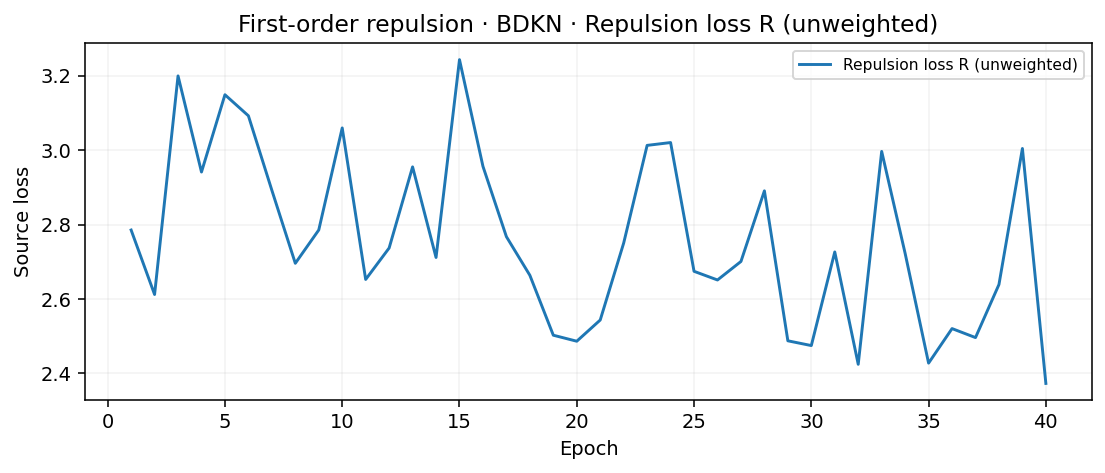 First-order repulsion · BDKN · Repulsion loss R (unweighted)
Repulsion loss R (unweighted)
Source loss
3.2
3.0
2.8
2.6
2.4
0 5 10 15 20 25 30 35 40
Epoch